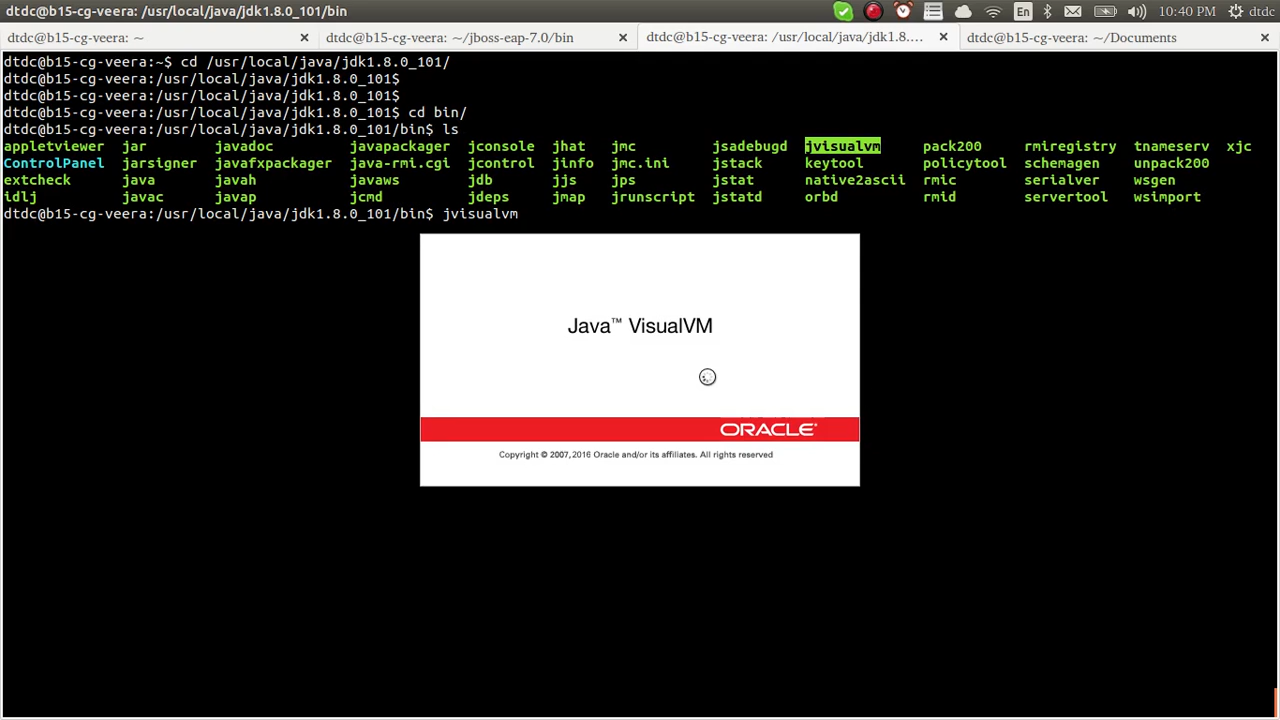 dtdc@b15-cg-veera: /usr/local/java/jdk1.8.0_101/bin
En
10:40 PM
dtdc
dtdc@b15-cg-veera: ~
dtdc@b15-cg-veera: ~/jboss-eap-7.0/bin
dtdc@b15-cg-veera: /usr/local/java/jdk1.8....
dtdc@b15-cg-veera: ~/Documents
dtdc@b15-cg-veera:~$ cd /usr/local/java/jdk1.8.0_101/
dtdc@b15-cg-veera:/usr/local/java/jdk1.8.0_101$
dtdc@b15-cg-veera:/usr/local/java/jdk1.8.0_101$
dtdc@b15-cg-veera:/usr/local/java/jdk1.8.0_101$ cd bin/
dtdc@b15-cg-veera:/usr/local/java/jdk1.8.0_101/bin$ ls
appletviewer jar javadoc javapackager jconsole jhat jmc jsadebugd jvisualvm pack200 rmiregistry tnameserv xjc
ControlPanel jarsigner javafxpackager java-rmi.cgi jcontrol jinfo jmc.ini jstack keytool policytool schemagen unpack200
extcheck java javah javaws jdb jjs jps jstat native2ascii rmic serialver wsgen
idlj javac javap jcmd jdeps jmap jrunscript jstatd orbd rmid servertool wsimport
dtdc@b15-cg-veera:/usr/local/java/jdk1.8.0_101/bin$ jvisualvm
Java™ VisualVM
ORACLE®
Copyright © 2007, 2016 Oracle and/or its affiliates. All rights reserved